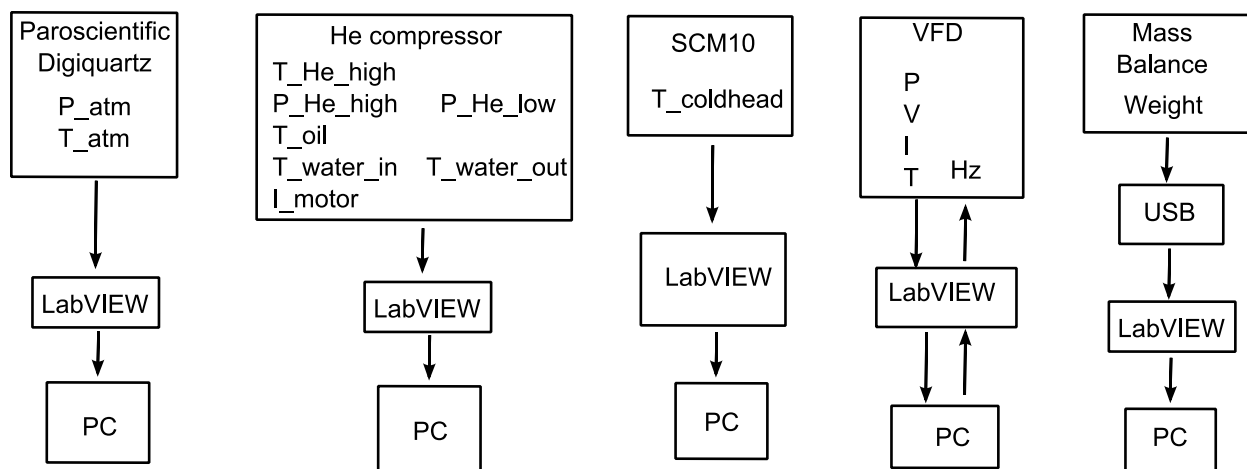 Paroscientific
Digiquartz
P_atm
T_atm
LabVIEW
PC
He compressor
T_He_high
P_He_high P_He_low
T_oil
T_water_in T_water_out
I_motor
LabVIEW
PC
SCM10
T_coldhead
LabVIEW
PC
VFD
P
V
I
T Hz
LabVIEW
PC
Mass
Balance
Weight
USB
LabVIEW
PC